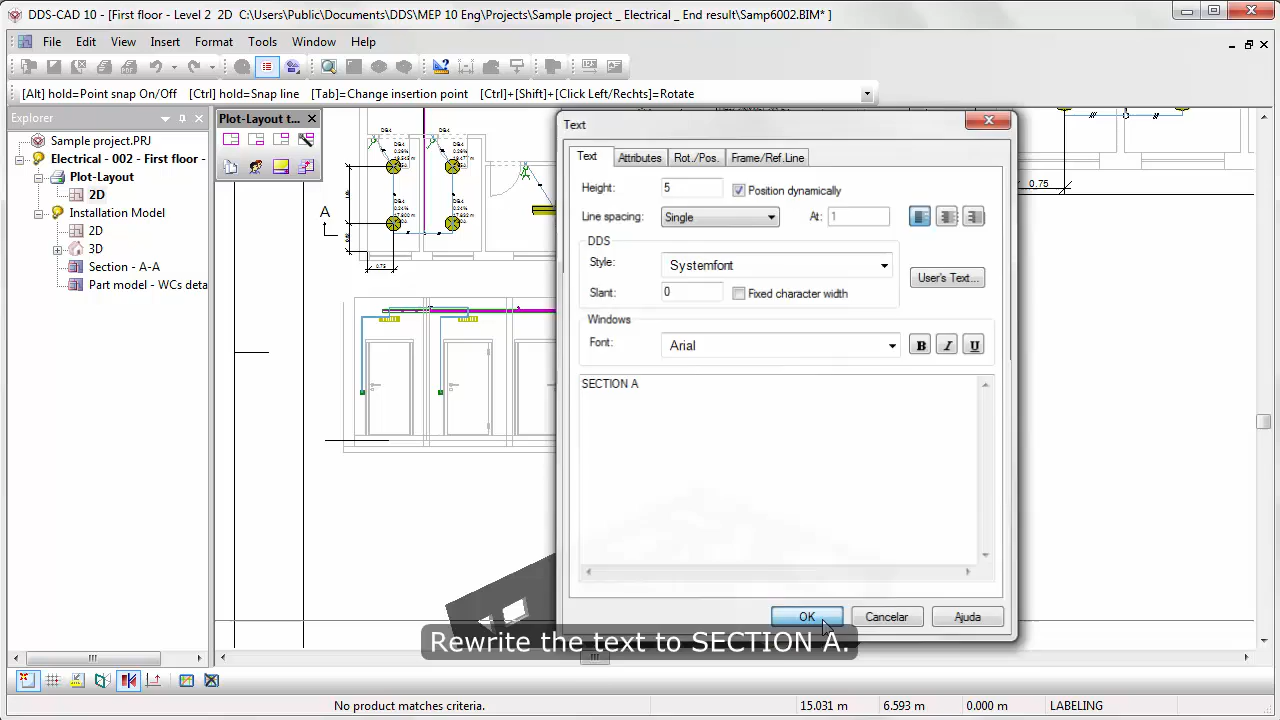 DDS-CAD 10 - [First floor - Level 2  2D  C:\Users\Public\Documents\DDS\MEP 10 Eng\Projects\Sample project _ Electrical _ End result\Samp6002.BIM* ]
File Edit View Insert Format Tools Window Help
[Alt] hold=Point snap On/Off [Ctrl] hold=Snap line [Tab]=Change insertion point [Ctrl]+[Shift]+[Click Left/Rechts]=Rotate
Explorer
Sample project.PRJ
Electrical - 002 - First floor -
Plot-Layout
2D
Installation Model
2D
3D
Section - A-A
Part model - WCs deta
Plot-Layout t...
A
DB4
DB4
0.75
0.75
Text
Text Attributes Rot./Pos. Frame/Ref.Line
Height: 5 Position dynamically
Line spacing: Single At: 1
DDS
Style: Systemfont
User's Text...
Slant: 0 Fixed character width
Windows
Font: Arial B I U
SECTION A
OK Cancelar Ajuda
Rewrite the text to SECTION A.
No product matches criteria. 15.031 m 6.593 m 0.000 m LABELING